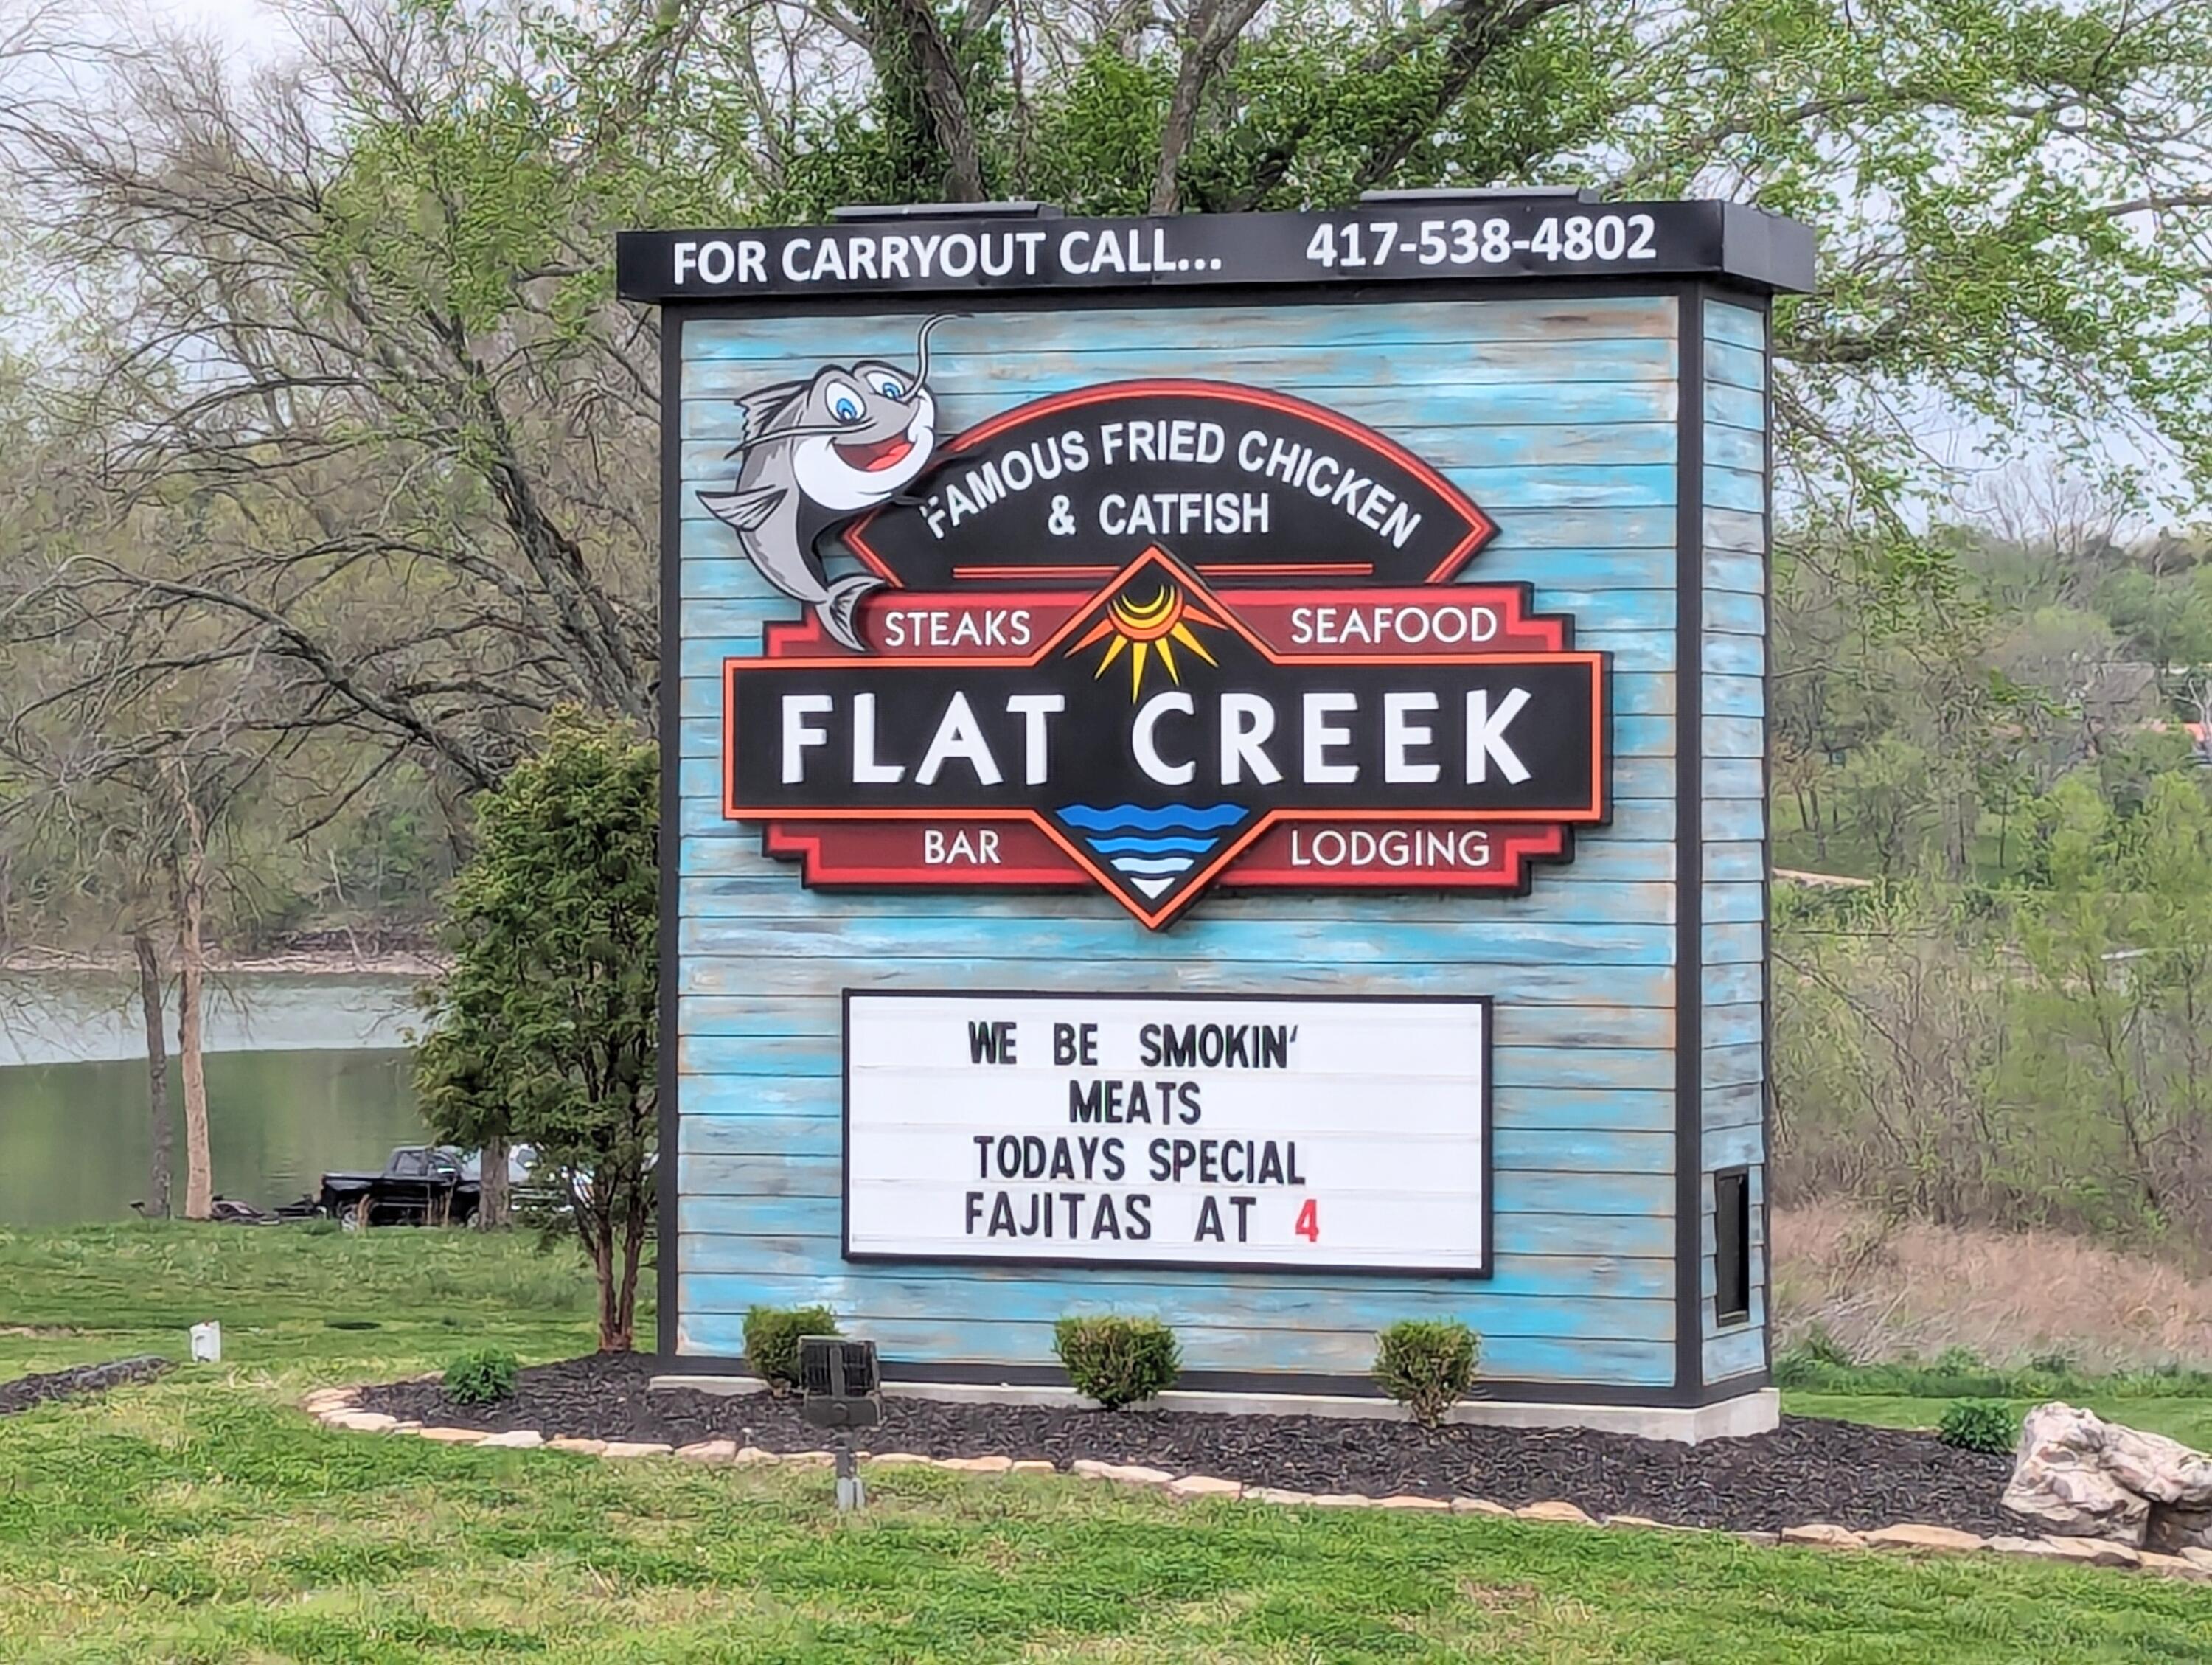 FOR CARRYOUT CALL... 417-538-4802
FAMOUS FRIED CHICKEN
& CATFISH
STEAKS SEAFOOD
FLAT CREEK
BAR LODGING
WE BE SMOKIN'
MEATS
TODAYS SPECIAL
FAJITAS AT 4